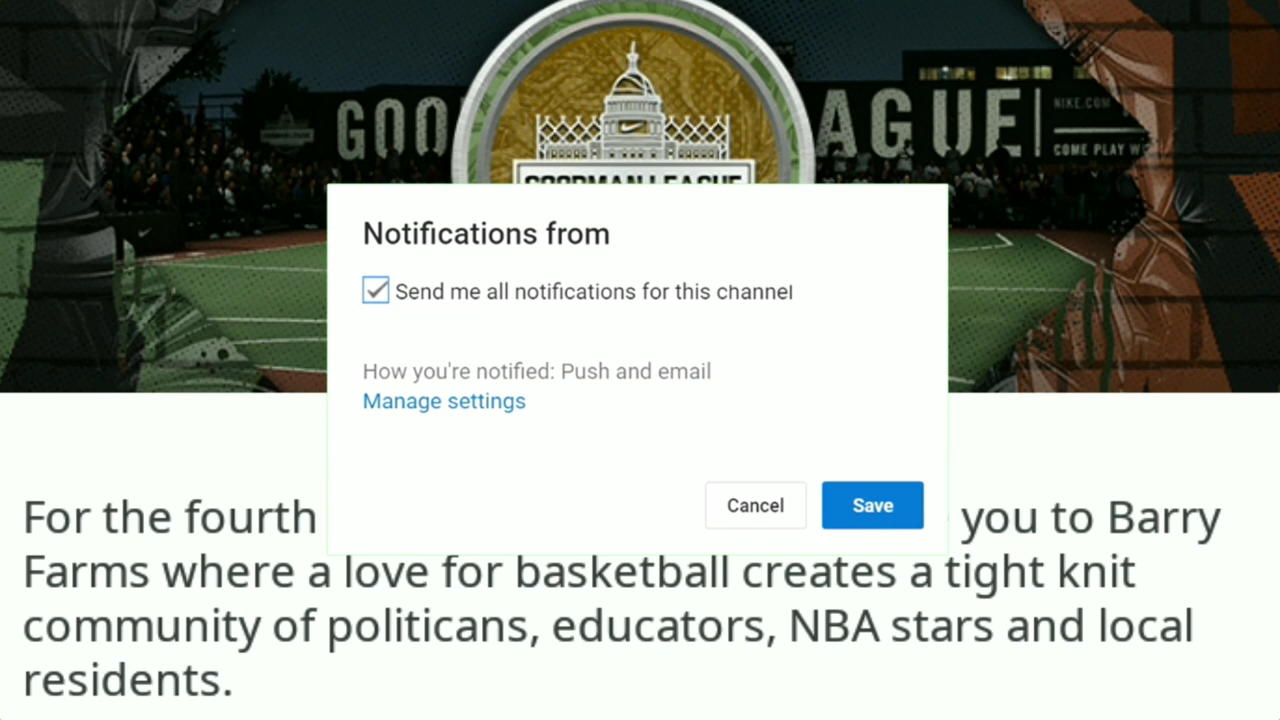 GOO
AGUE
NIKE.COM
COME PLAY W
GOODMAN LEAGUE
Notifications from
Send me all notifications for this channel
How you're notified: Push and email
Manage settings
Cancel
Save
For the fourth you to Barry
Farms where a love for basketball creates a tight knit
community of politicans, educators, NBA stars and local
residents.